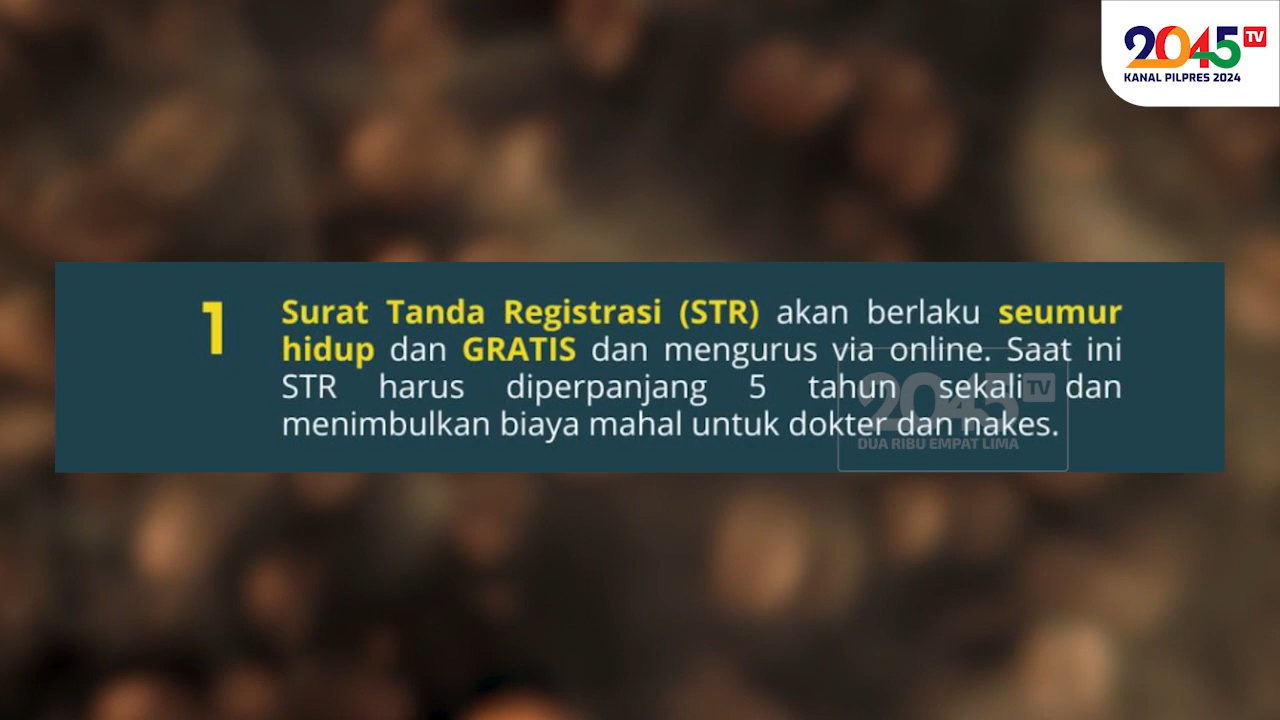 2045 TV
KANAL PILPRES 2024
1
Surat Tanda Registrasi (STR) akan berlaku seumur
hidup dan GRATIS dan mengurus via online. Saat ini
STR harus diperpanjang 5 tahun sekali dan
menimbulkan biaya mahal untuk dokter dan nakes.
2045 TV
DUA RIBU EMPAT LIMA